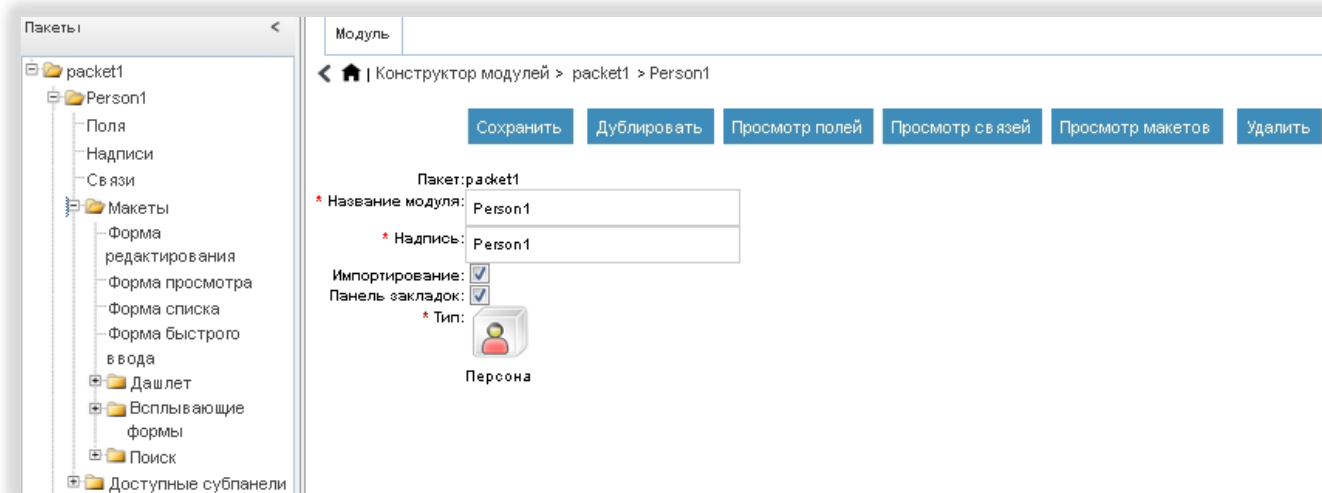 Пакеты <
packet1
Person1
Поля
Надписи
Связи
Макеты
Форма
редактирования
Форма просмотра
Форма списка
Форма быстрого
ввода
Дашлет
Всплывающие
формы
Поиск
Доступные субпанели
Модуль
| Конструктор модулей > packet1 > Person1
Сохранить Дублировать Просмотр полей Просмотр связей Просмотр макетов Удалить
Пакет:packet1
* Название модуля: Person1
* Надпись: Person1
Импортирование:
Панель закладок:
* Тип:
Персона